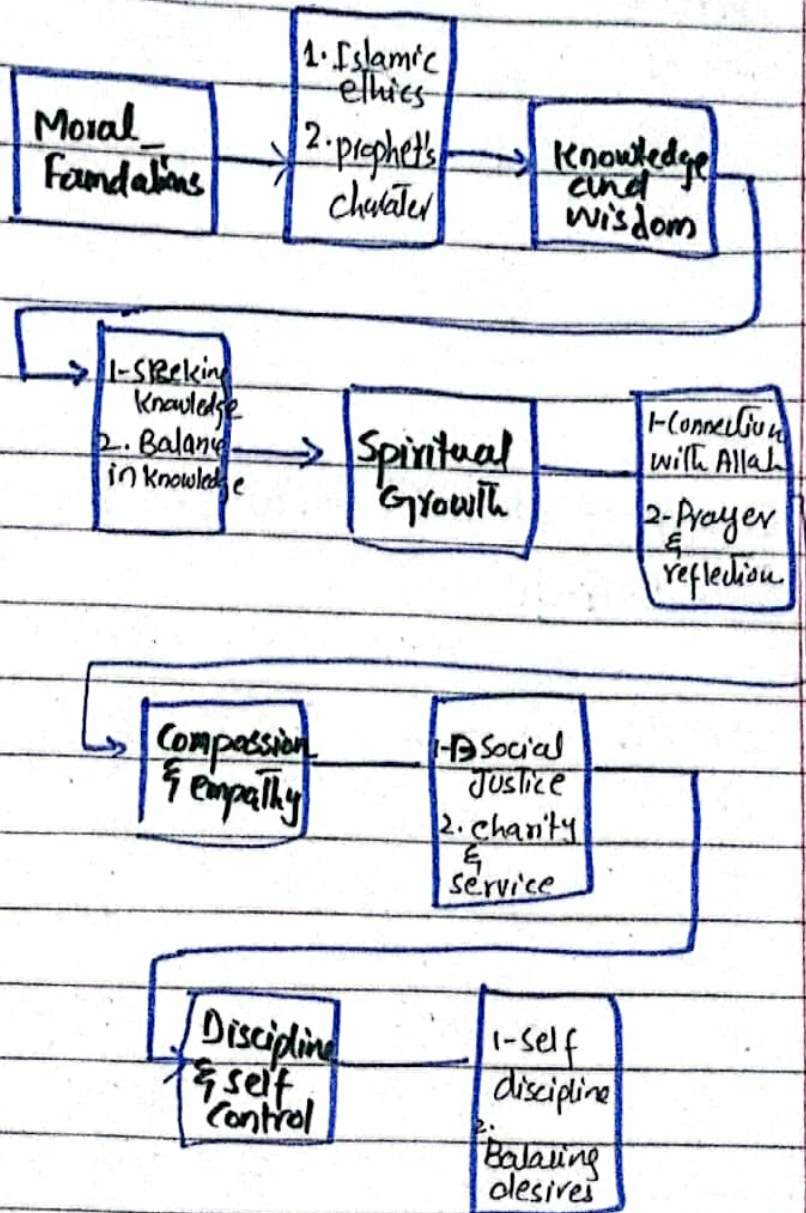 Moral
Foundations
1. Islamic
ethics
2. prophet's
charater
Knowledge
and
wisdom
1-Seeking
knowledge
2. Balance
in knowledge
Spiritual
Growth
1-Connection
with Allah
2-Prayer
&
reflection
Compassion
& empathy
1- Social
Justice
2. charity
&
service
Discipline
& self
control
1-self
discipline
2.
Balacing
desires